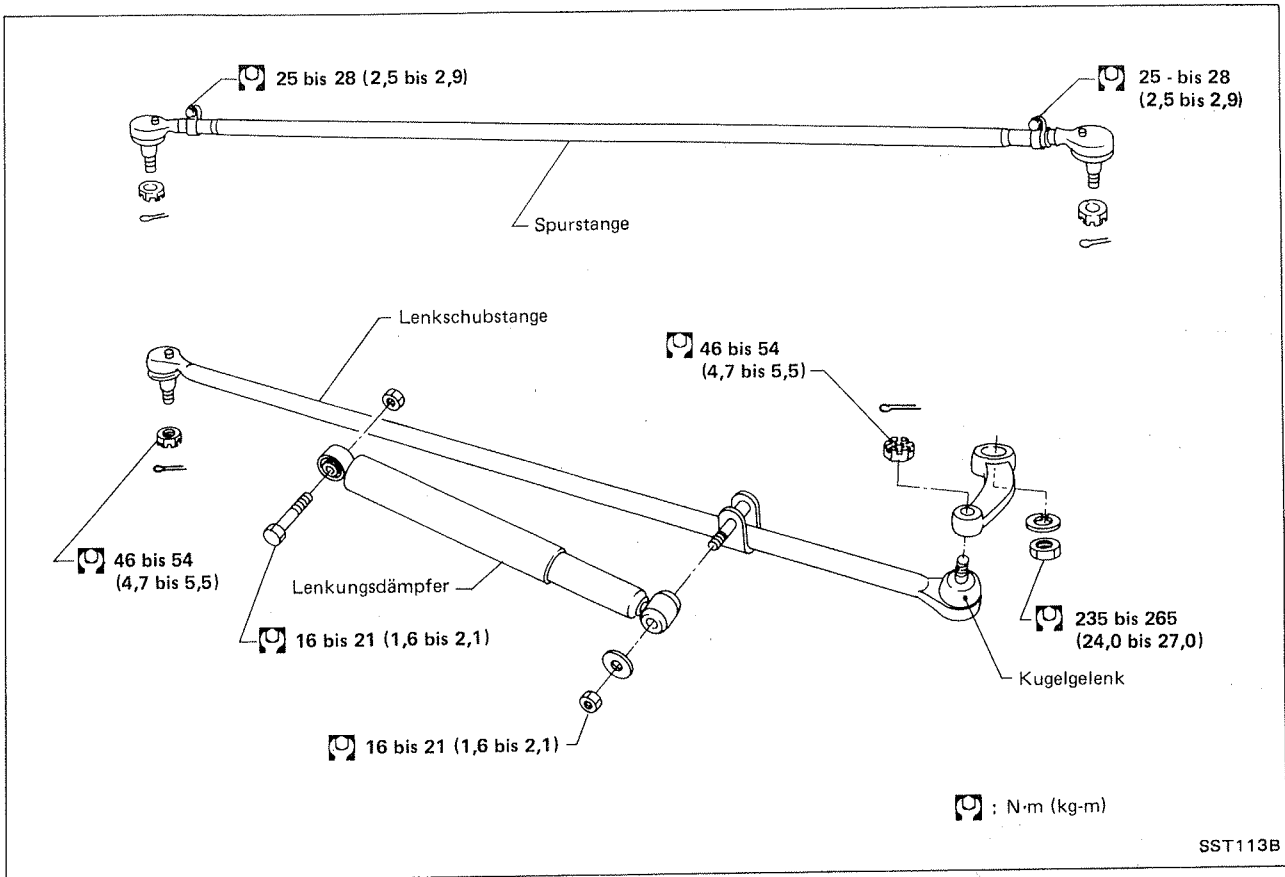 25 bis 28 (2,5 bis 2,9)
25 - bis 28
(2,5 bis 2,9)
Spurstange
Lenkschubstange
46 bis 54
(4,7 bis 5,5)
46 bis 54
(4,7 bis 5,5)
Lenkungsdämpfer
16 bis 21 (1,6 bis 2,1)
235 bis 265
(24,0 bis 27,0)
Kugelgelenk
16 bis 21 (1,6 bis 2,1)
: N·m (kg-m)
SST113B